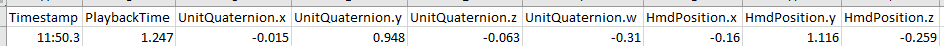 Timestamp PlaybackTime UnitQuaternion.x UnitQuaternion.y UnitQuaternion.z UnitQuaternion.w HmdPosition.x HmdPosition.y HmdPosition.z
11:50.3 1.247 -0.015 0.948 -0.063 -0.31 -0.16 1.116 -0.259